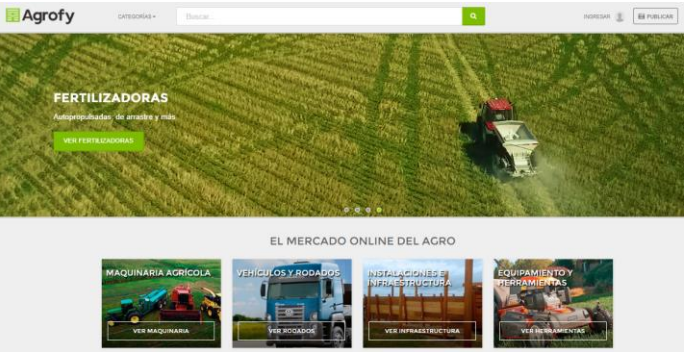 Agrofy
CATEGORÍAS
Buscar...
INGRESAR
PUBLICAR
FERTILIZADORAS
Autopropulsadas, de arrastre y más.
VER FERTILIZADORAS
EL MERCADO ONLINE DEL AGRO
MAQUINARIA AGRÍCOLA
VER MAQUINARIA
VEHÍCULOS Y RODADOS
VER RODADOS
INSTALACIONES E
INFRAESTRUCTURA
VER INFRAESTRUCTURA
EQUIPAMIENTO Y
HERRAMIENTAS
VER HERRAMIENTAS